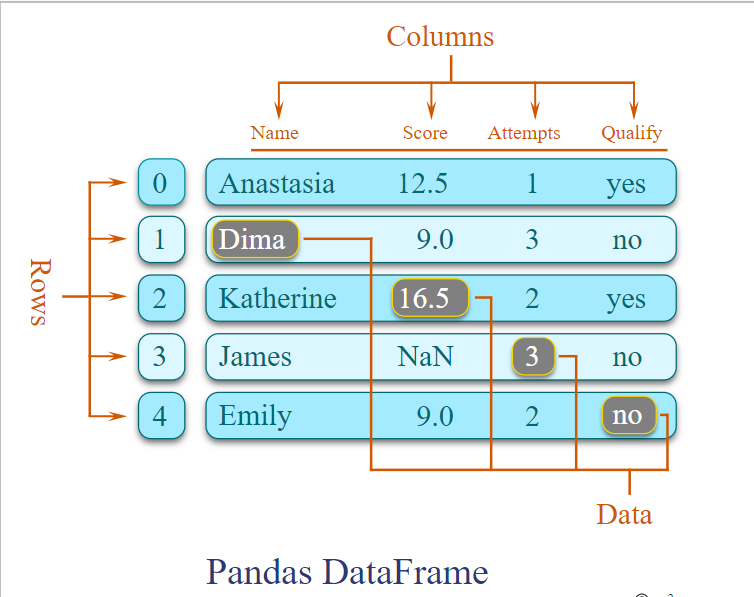 Columns
Name Score Attempts Qualify
0 Anastasia 12.5 1 yes
1 Dima 9.0 3 no
Rows
2 Katherine 16.5 2 yes
3 James NaN 3 no
4 Emily 9.0 2 no
Data
Pandas DataFrame